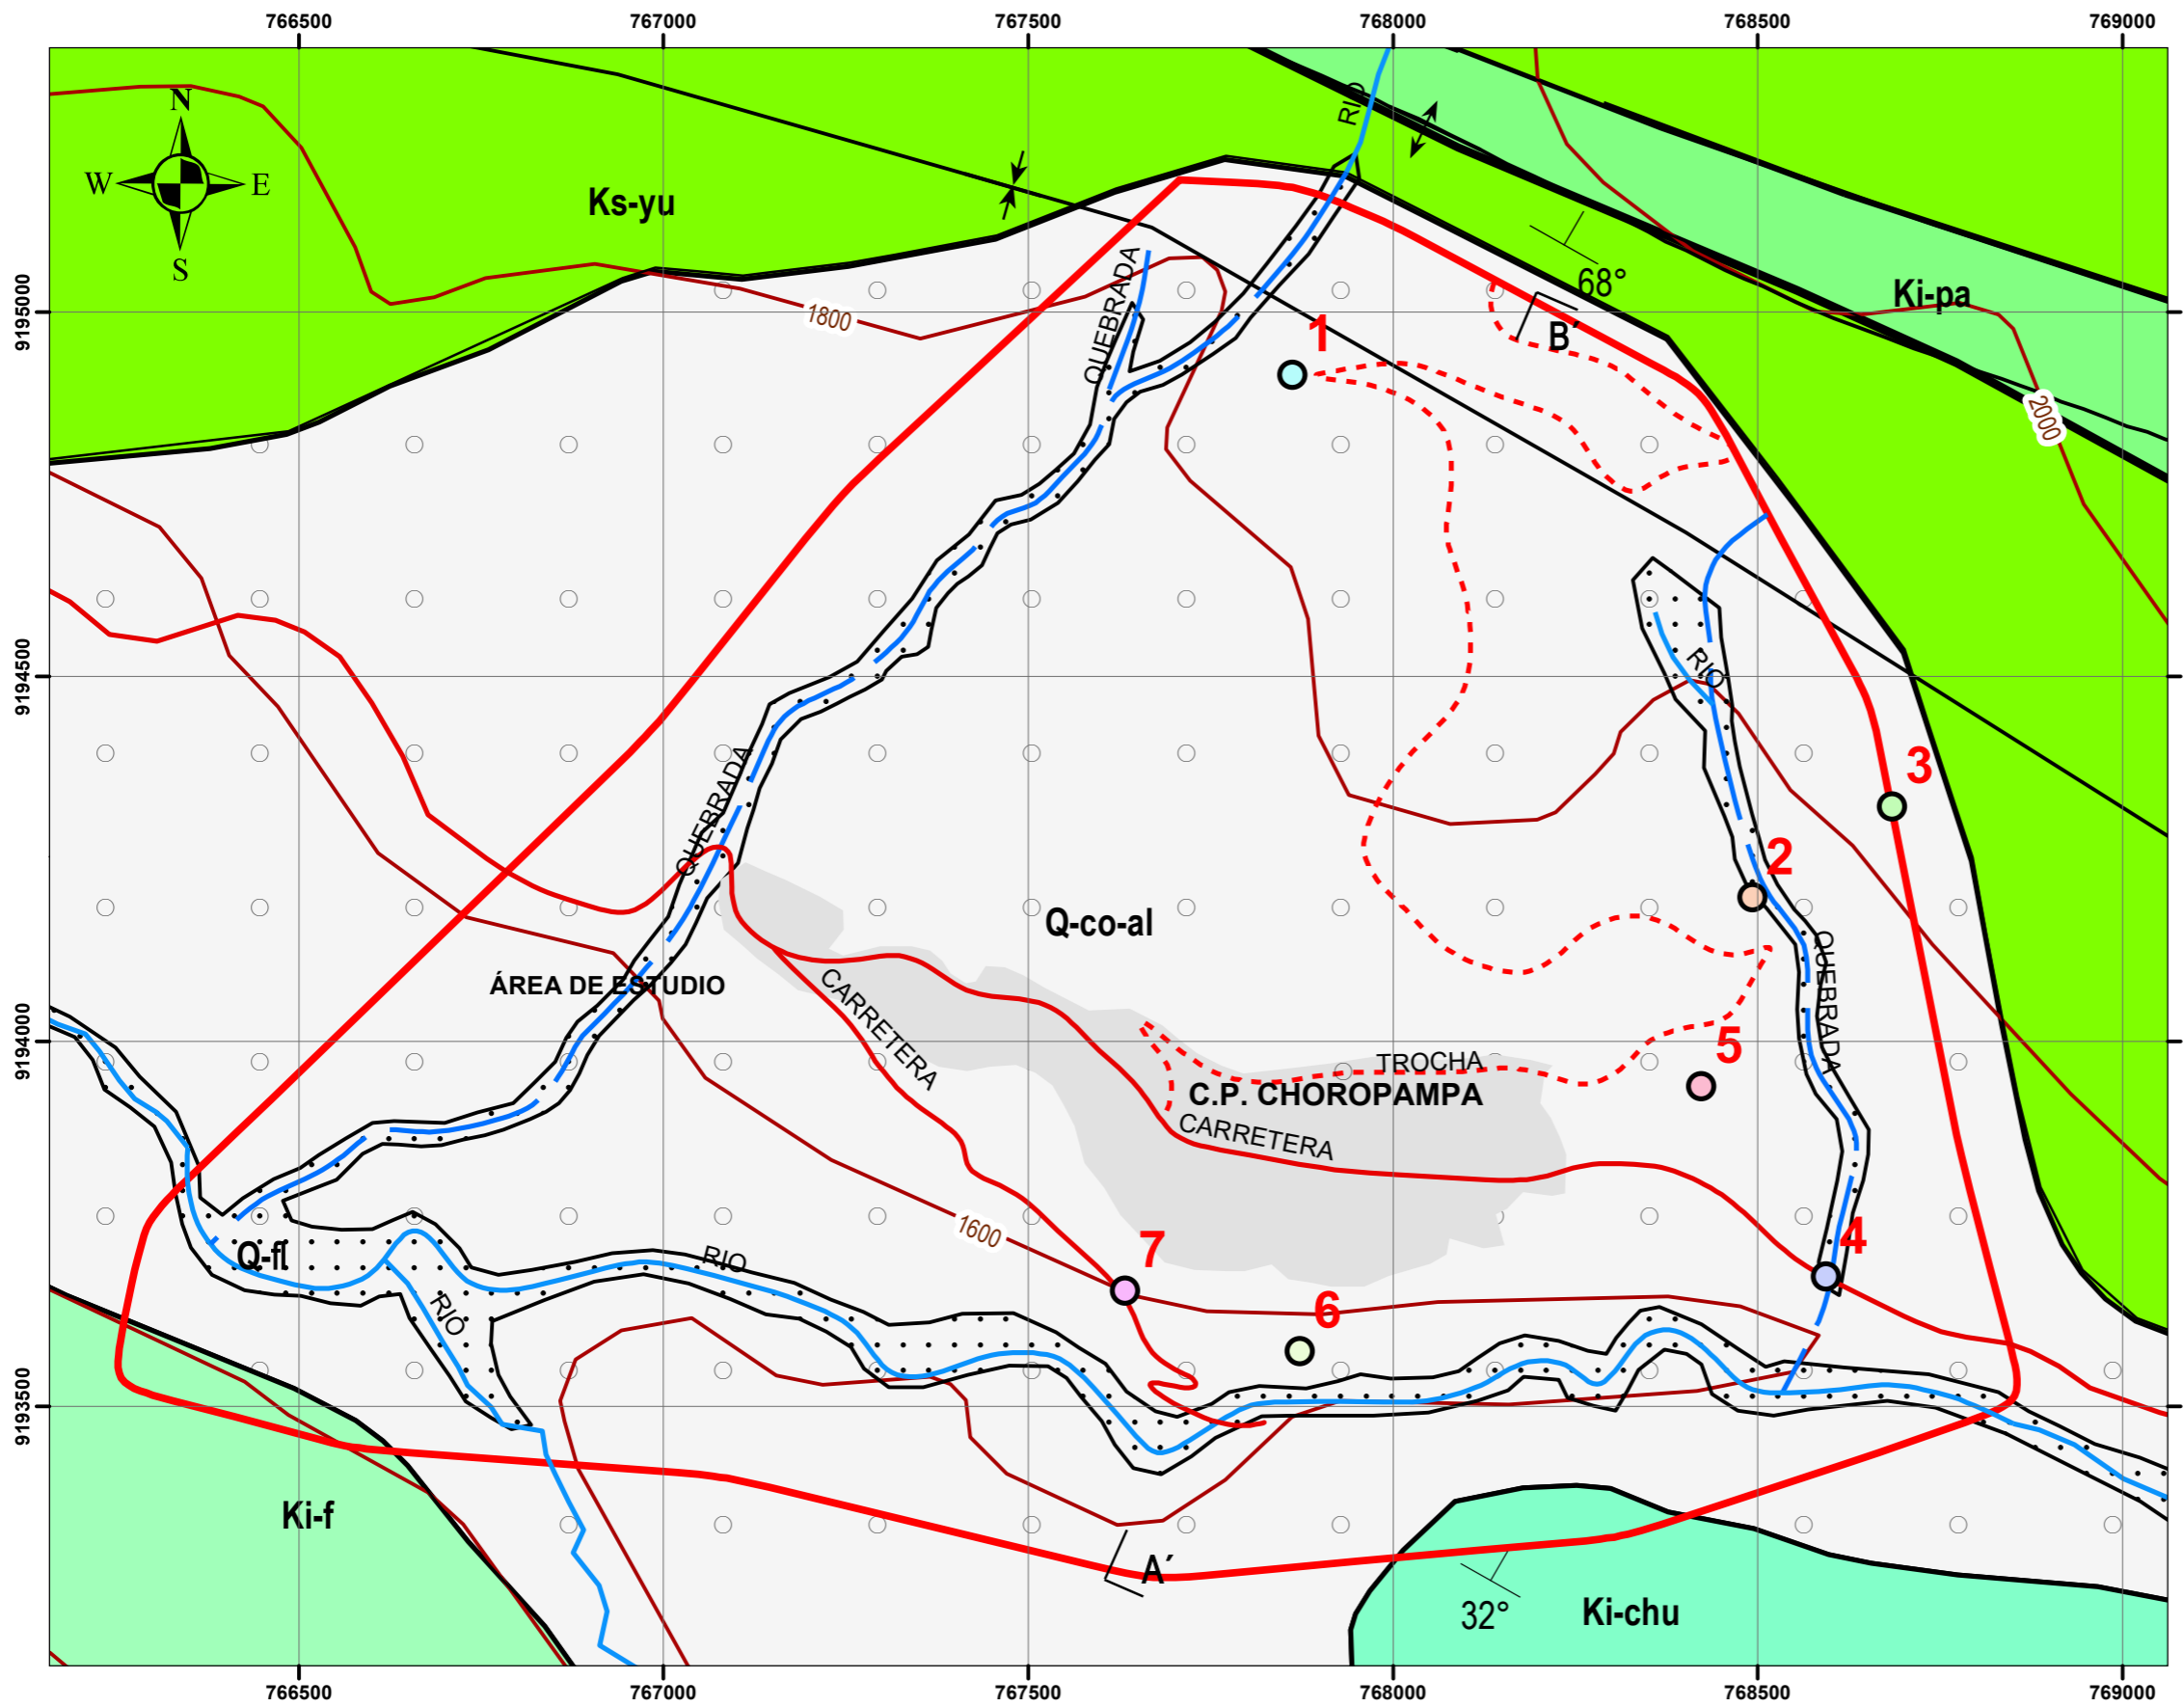 766500 767000 767500 768000 768500 769000
N
W E
S
RIO
Ks-yu
68°
Ki-pa
9195000
1800
QUEBRADA
1
B´
2000
9194500
RIO
3
QUEBRADA
2
Q-co-al
ÁREA DE ESTUDIO
CARRETERA
QUEBRADA
9194000
5
TROCHA
C.P. CHOROPAMPA
CARRETERA
1600
7
4
Q-fl
RIO
RIO
6
9193500
Ki-f
A´
32°
Ki-chu
766500 767000 767500 768000 768500 769000